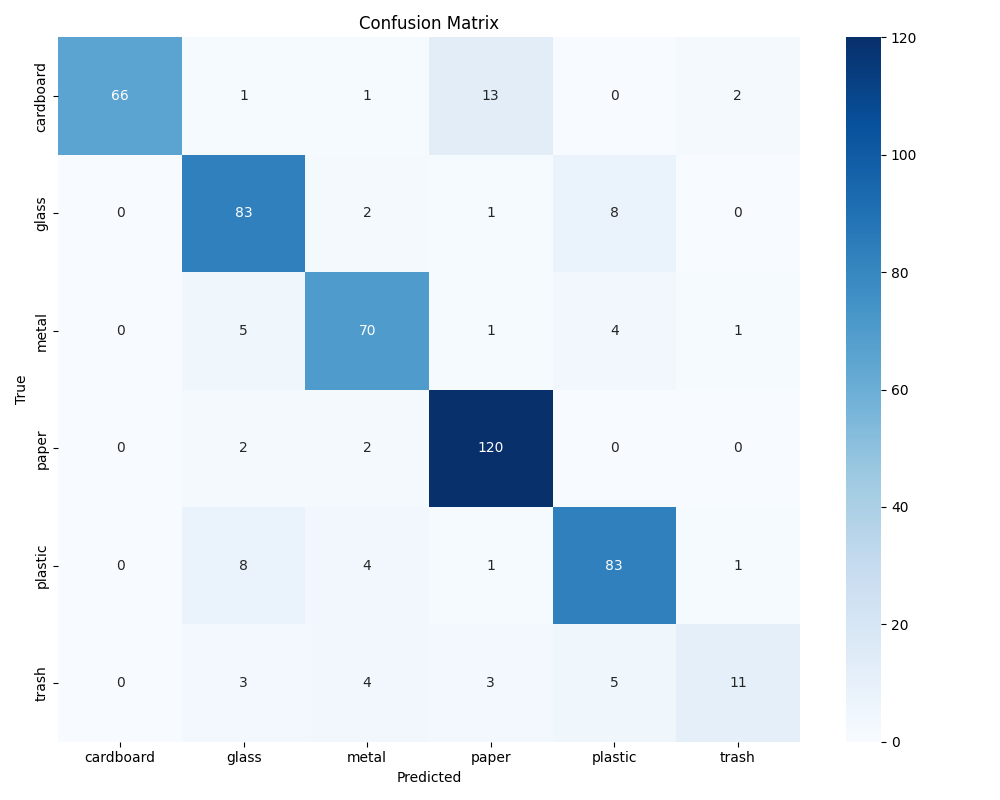 Confusion Matrix
cardboard 66 1 1 13 0 2
glass 0 83 2 1 8 0
metal 0 5 70 1 4 1
paper 0 2 2 120 0 0
plastic 0 8 4 1 83 1
trash 0 3 4 3 5 11
cardboard glass metal paper plastic trash
Predicted
True
120
100
80
60
40
20
0